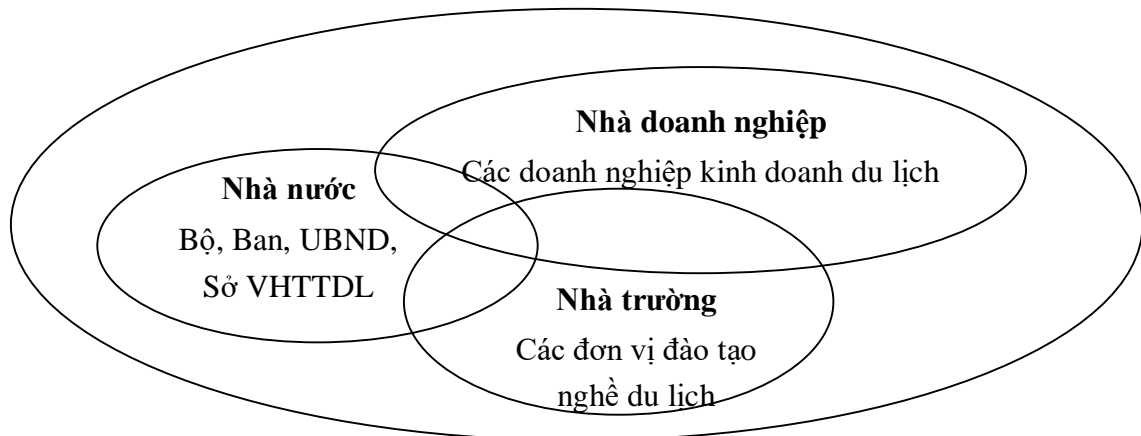 Nhà doanh nghiệp
Các doanh nghiệp kinh doanh du lịch
Nhà nước
Bộ, Ban, UBND,
Sở VHTTDL
Nhà trường
Các đơn vị đào tạo
nghề du lịch